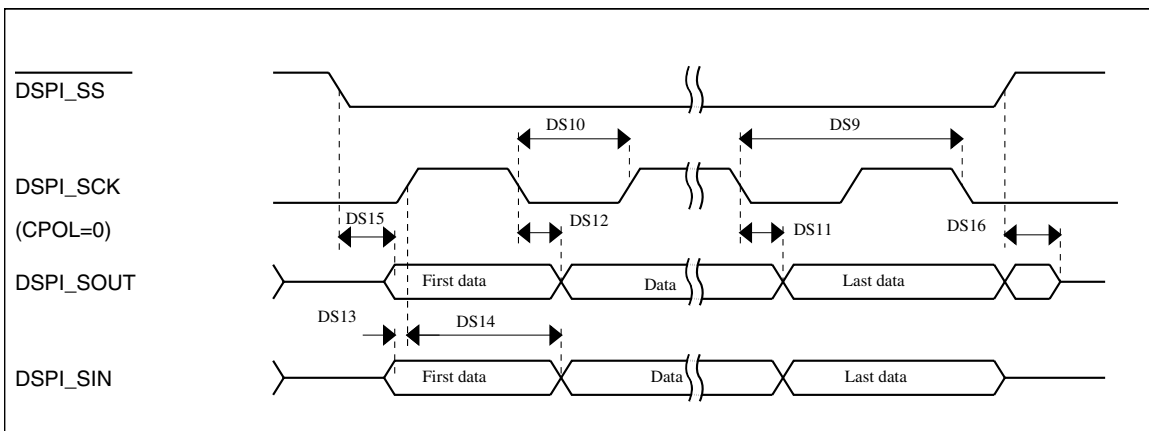 DSPI_SS
DS10
DS9
DSPI_SCK
(CPOL=0)
DS15
DS12
DS11
DS16
DSPI_SOUT
First data
Data
Last data
DS13
DS14
DSPI_SIN
First data
Data
Last data